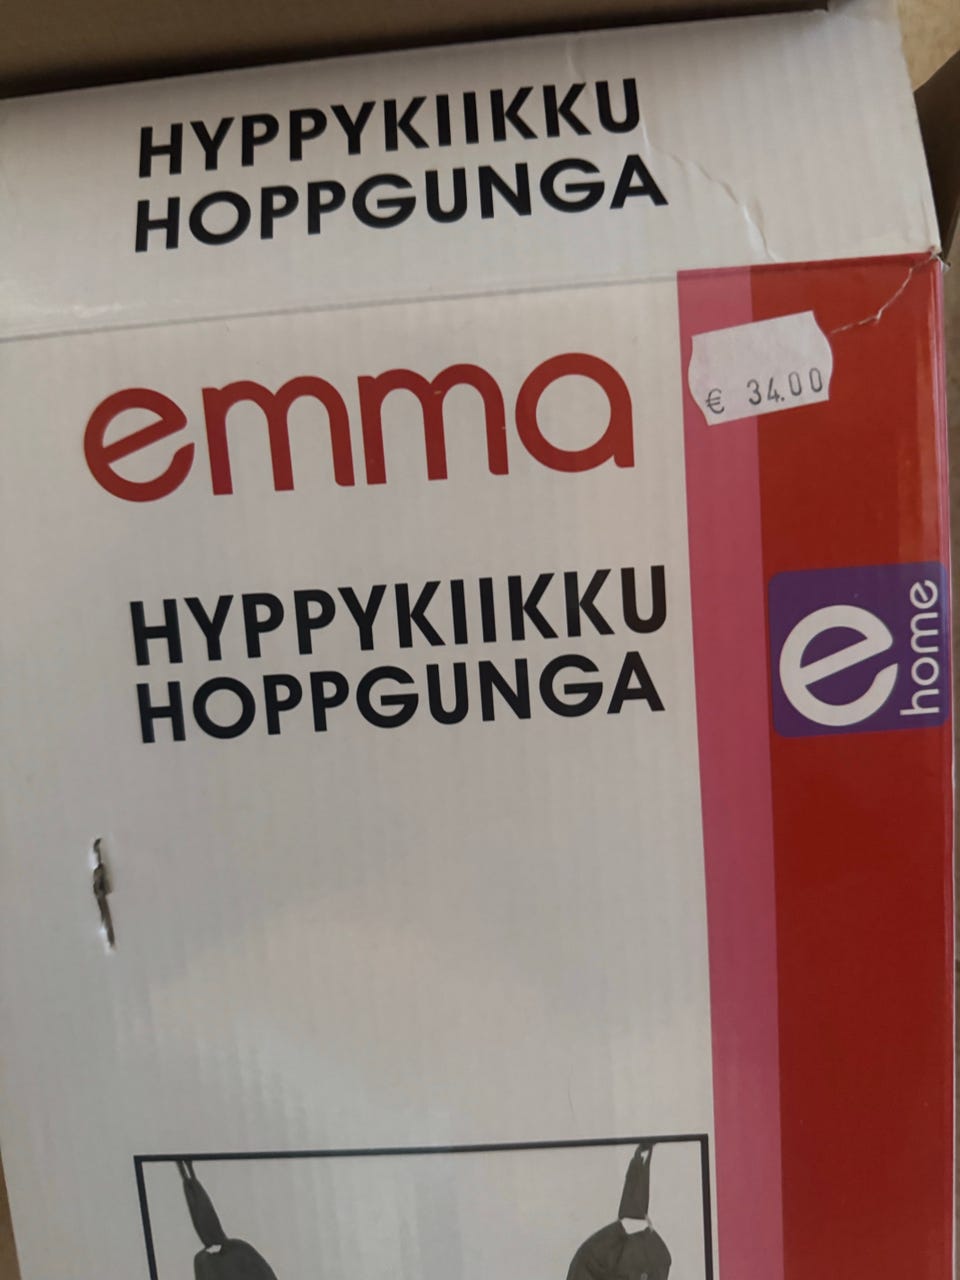 HYPPYKIIKKU
HOPPGUNGA
emma
€ 34.00
HYPPYKIIKKU
HOPPGUNGA
e home